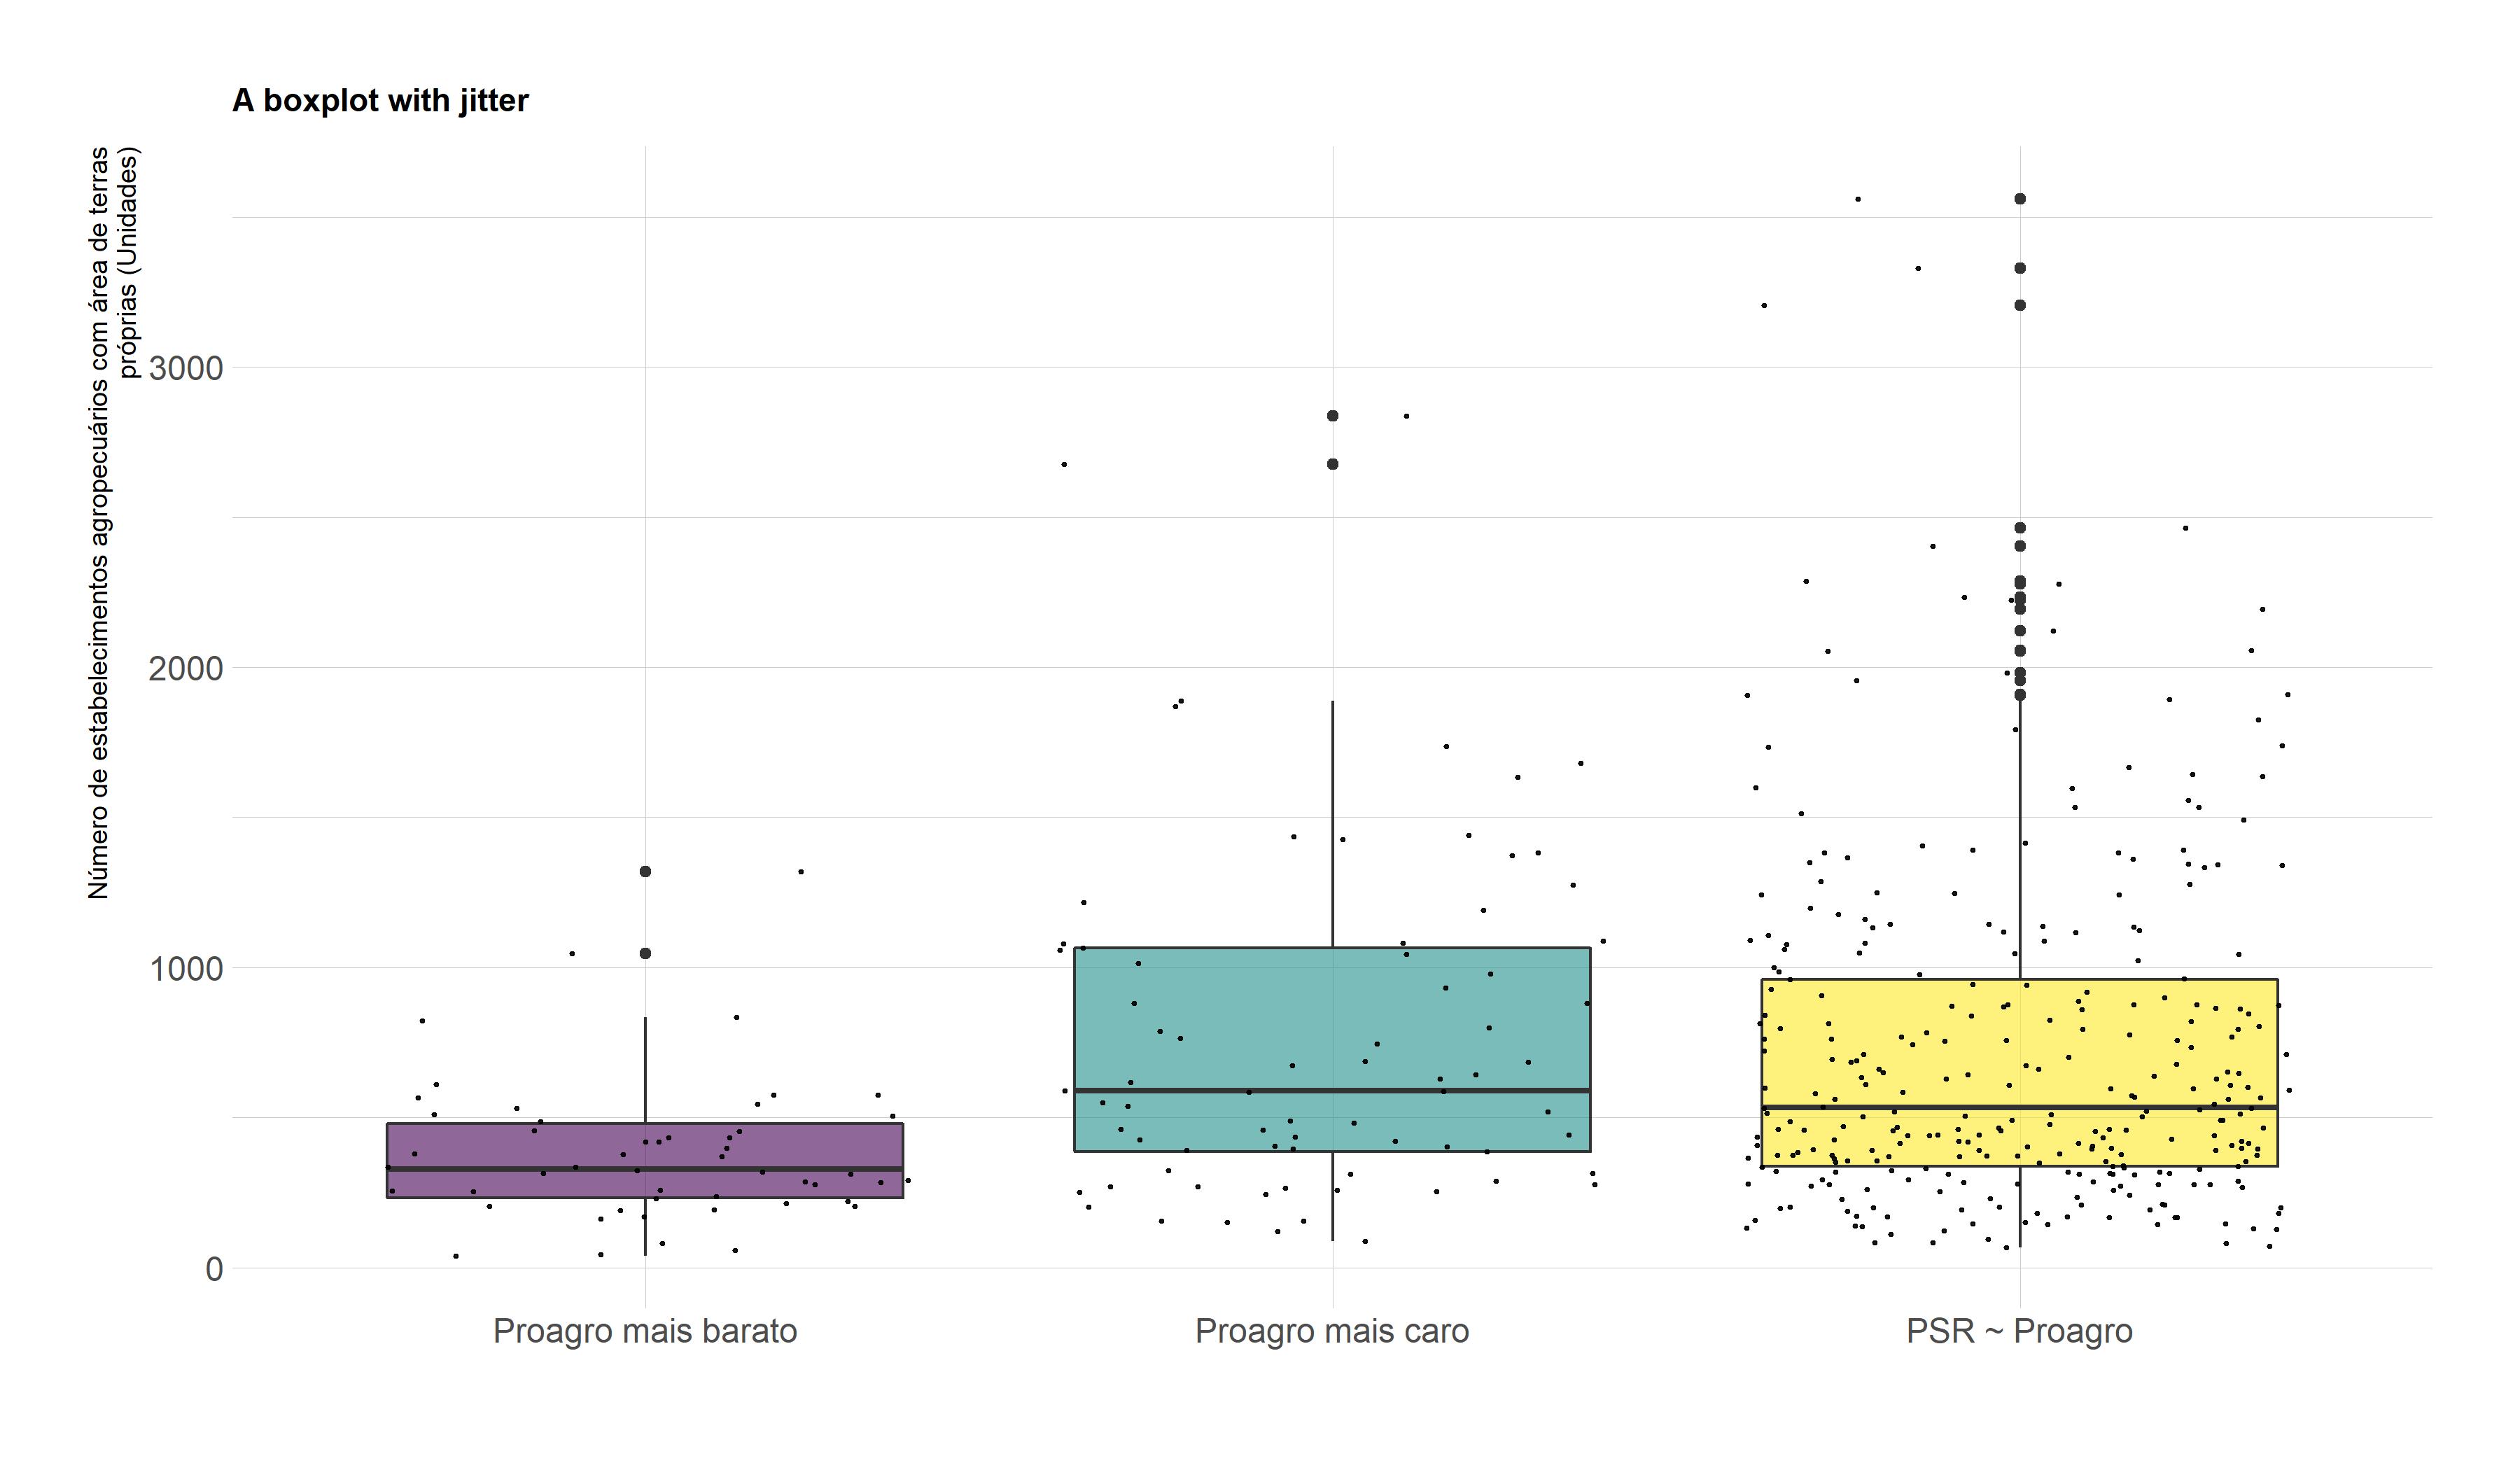 A boxplot with jitter
Número de estabelecimentos agropecuários com área de terras
próprias (Unidades)
3000
2000
1000
0
Proagro mais barato
Proagro mais caro
PSR ~ Proagro